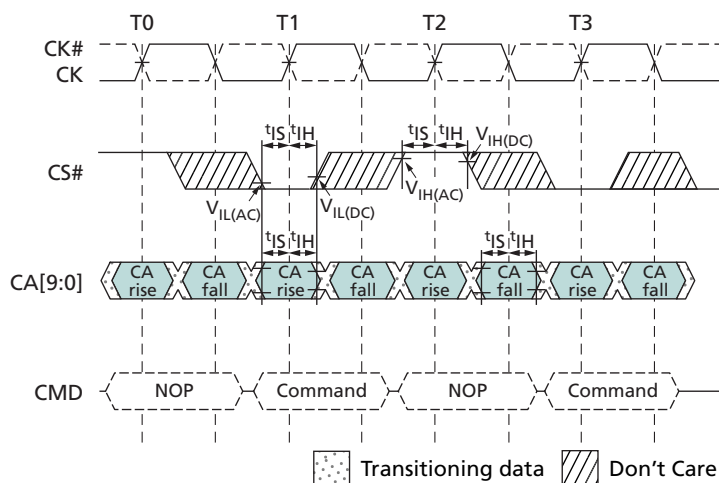 T0 T1 T2 T3
CK#
CK
tIS tIH tIS tIH
VIH(DC)
CS#
VIL(AC) VIL(DC) VIH(AC)
tIS tIH tIS tIH
CA[9:0]
CA rise CA fall CA rise CA fall CA rise CA fall CA rise CA fall
CMD NOP Command NOP Command
Transitioning data Don't Care